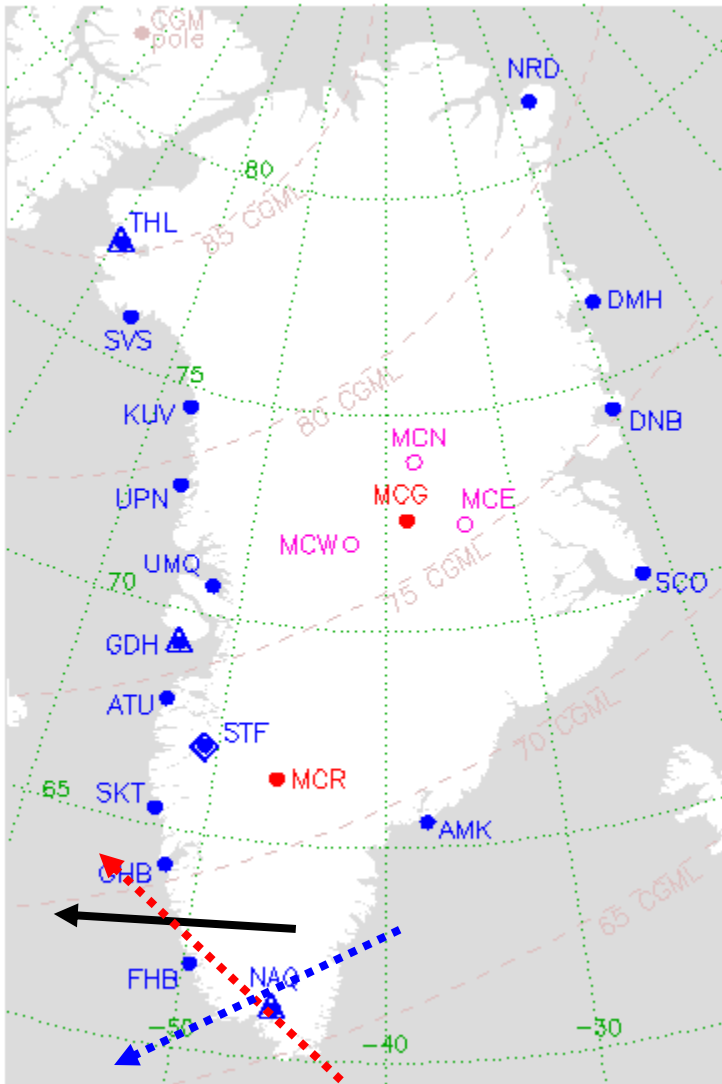 CGM
pole
NRD
80
THL
85 CGML
DMH
SVS
75
KUV
80 CGML
DNB
MCN
UPN
MCG
MCE
MCW
UMQ
70
75 CGML
SCO
GDH
ATU
STF
70 CGML
65
SKT
MCR
AMK
GHB
65 CGML
FHB
NAQ
-50
-40
-30